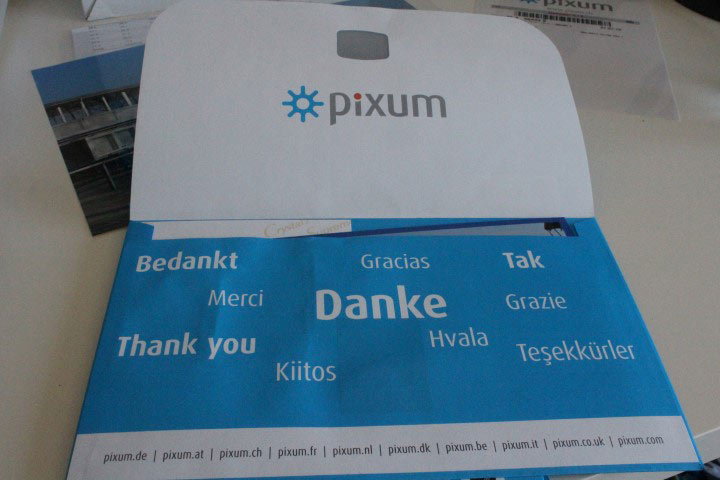 pixum
pixum
Crystal
Bedankt
Gracias
Tak
Merci
Danke
Grazie
Thank you
Hvala
Kiitos
Teşekkürler
pixum.de | pixum.at | pixum.ch | pixum.fr | pixum.nl | pixum.dk | pixum.be | pixum.it | pixum.co.uk | pixum.com